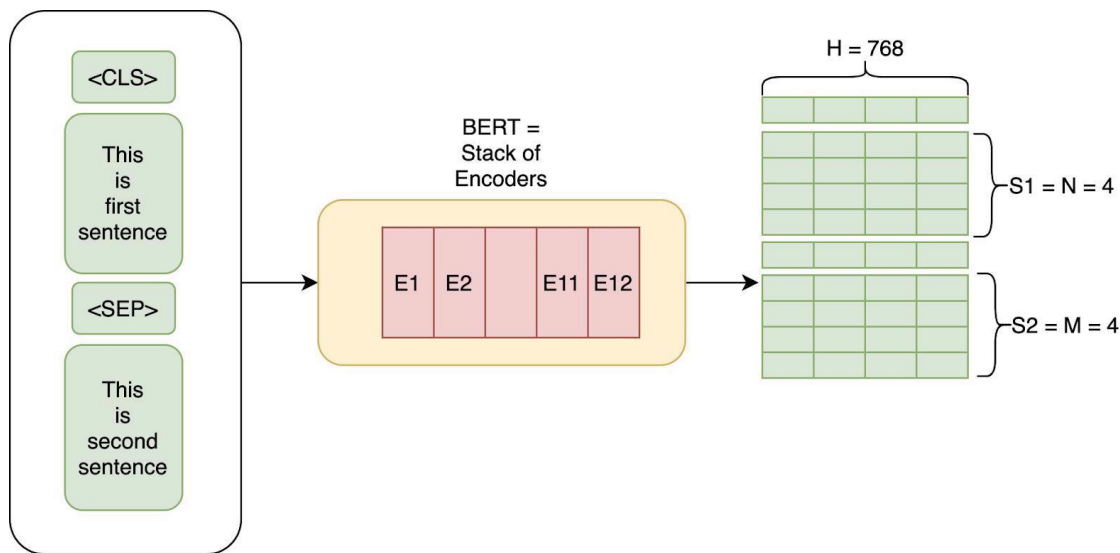 <CLS>
This
is
first
sentence
<SEP>
This
is
second
sentence
BERT =
Stack of
Encoders
E1 E2 E11 E12
H = 768
S1 = N = 4
S2 = M = 4